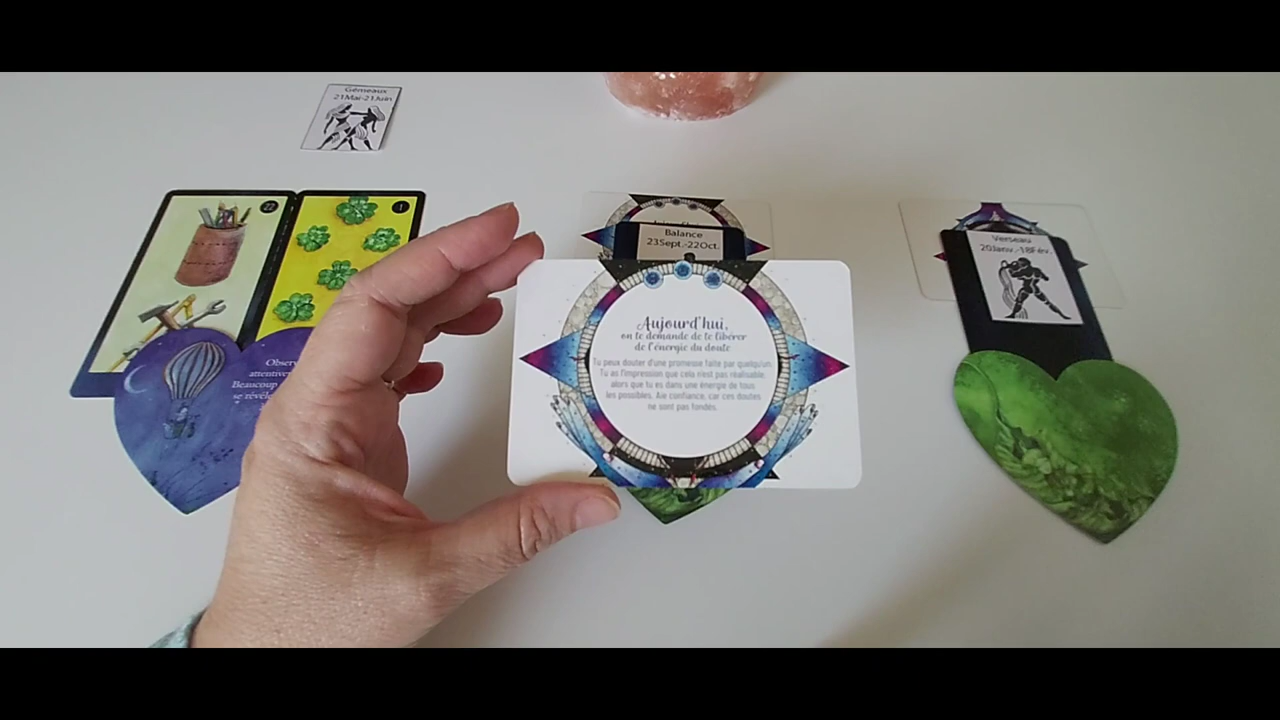 Gémeaux
21Mai-21Juin
22
1
Balance
23Sept.-22Oct.
Verseau
20Janv.-18Fév.
Observ
attentive
Beaucoup
se révèle
Aujourd'hui,
on te demande de te libérer
de l'énergie du doute
Tu peux douter d'une promesse faite par quelqu'un.
Tu as l'impression que cela n'est pas réalisable,
alors que tu es dans une énergie de tous
les possibles. Aie confiance, car ces doutes
ne sont pas fondés.